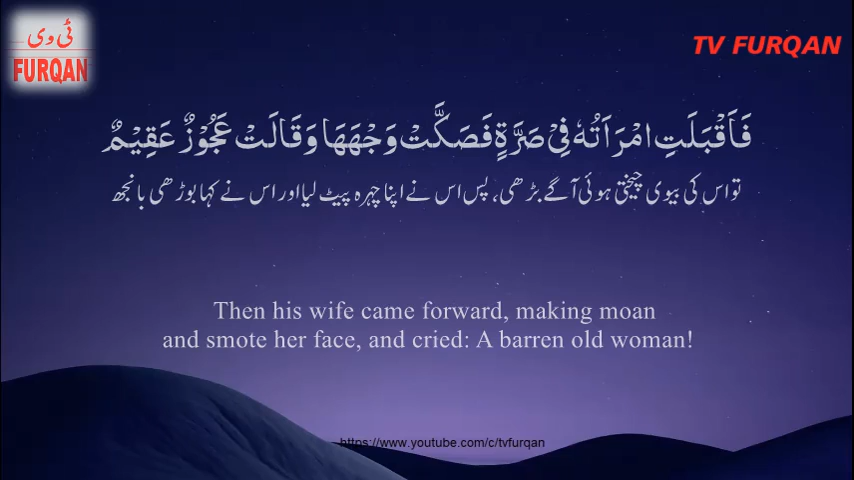 ٹی وی
FURQAN
TV FURQAN
فَاَقْبَلَتِ امْرَاَتُهٗ فِیْ صَرَّةٍ فَصَكَّتْ وَجْهَهَا وَقَالَتْ عَجُوْزٌ عَقِیْمٌ
تو اس کی بیوی چیختی ہوئی آگے بڑھی، پس اس نے اپنا چہرہ پیٹ لیا اور اس نے کہا بوڑھی بانجھ
Then his wife came forward, making moan
and smote her face, and cried: A barren old woman!
https://www.youtube.com/c/tvfurqan